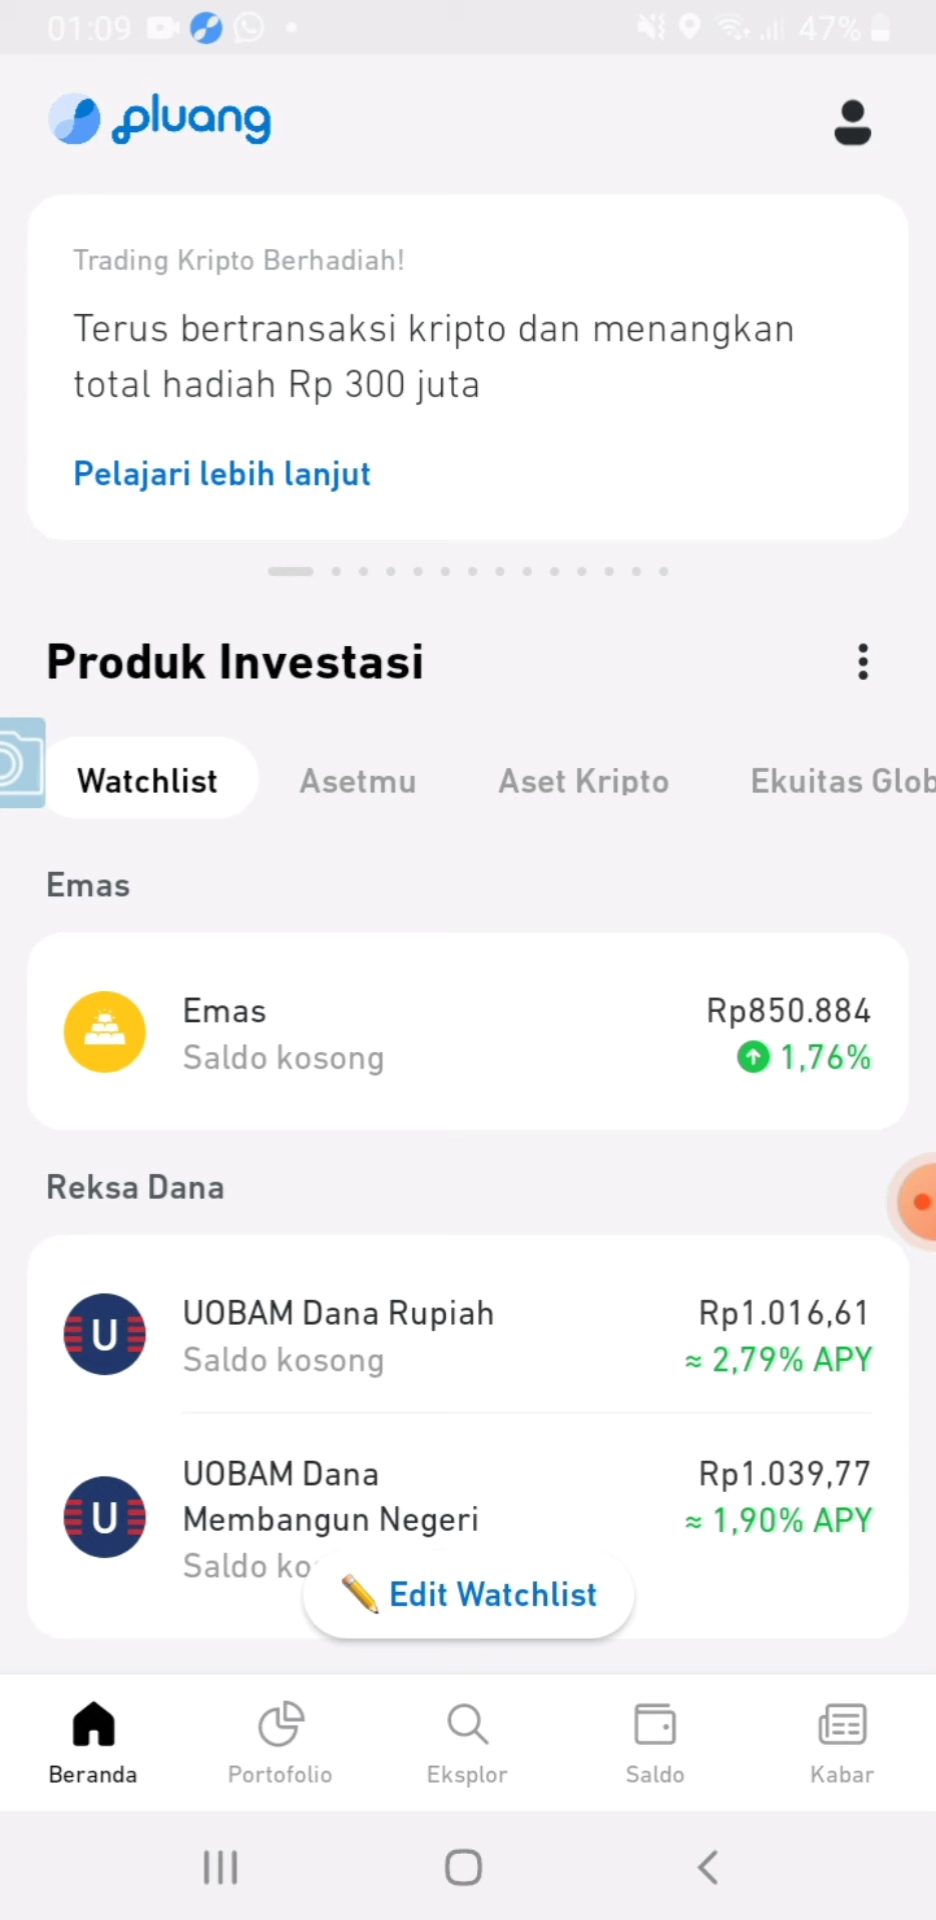 01:09
47%
pluang
Trading Kripto Berhadiah!
Terus bertransaksi kripto dan menangkan
total hadiah Rp 300 juta
Pelajari lebih lanjut
Produk Investasi
Watchlist Asetmu Aset Kripto Ekuitas Glob
Emas
Emas Rp850.884
Saldo kosong 1,76%
Reksa Dana
U
UOBAM Dana Rupiah Rp1.016,61
Saldo kosong ≈ 2,79% APY
U
UOBAM Dana Rp1.039,77
Membangun Negeri ≈ 1,90% APY
Saldo ko
Edit Watchlist
Beranda Portofolio Eksplor Saldo Kabar